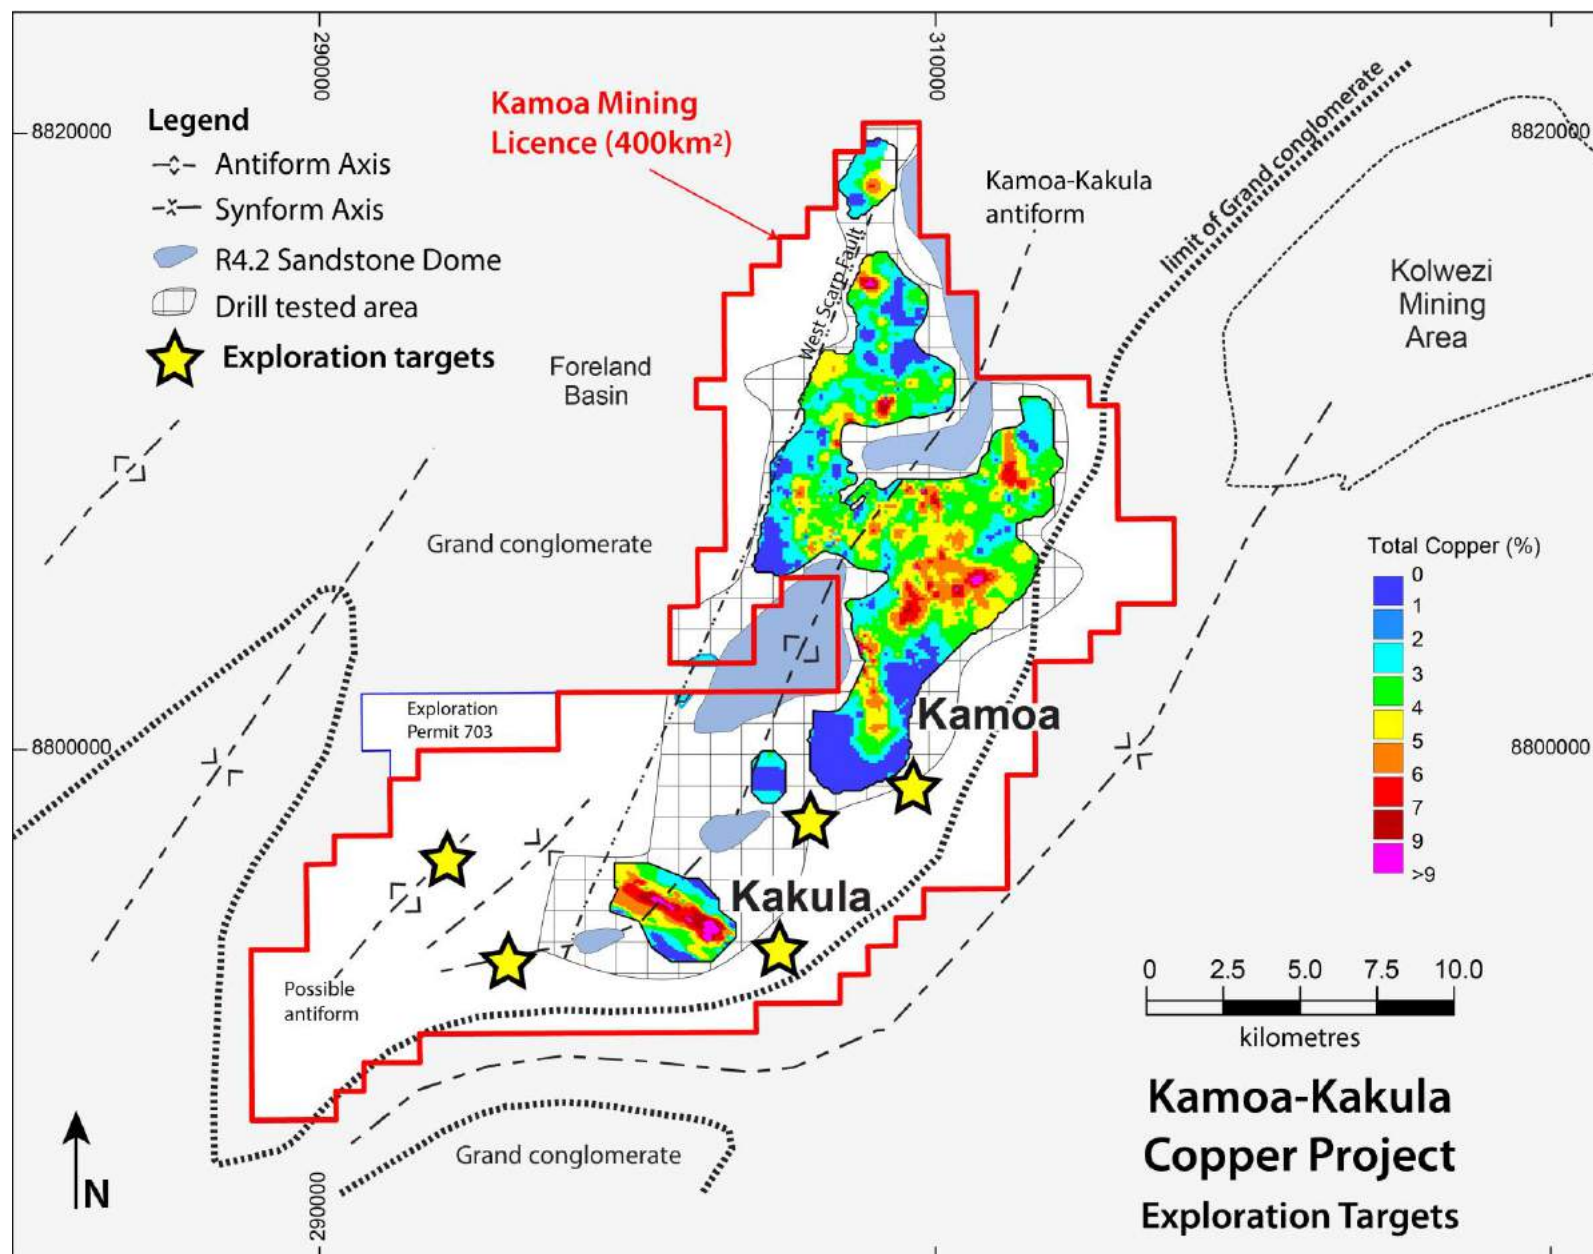 290000
310000
8820000
8820000
Legend
Antiform Axis
Synform Axis
R4.2 Sandstone Dome
Drill tested area
Exploration targets
Kamoa Mining
Licence (400km²)
Kamoa-Kakula
antiform
limit of Grand conglomerate
Kolwezi
Mining
Area
West Scarp Fault
Foreland
Basin
Grand conglomerate
Total Copper (%)
0
1
2
3
4
5
6
7
9
>9
Exploration
Permit 703
Kamoa
8800000
8800000
Kakula
Possible
antiform
0 2.5 5.0 7.5 10.0
kilometres
Grand conglomerate
N
290000
Kamoa-Kakula
Copper Project
Exploration Targets